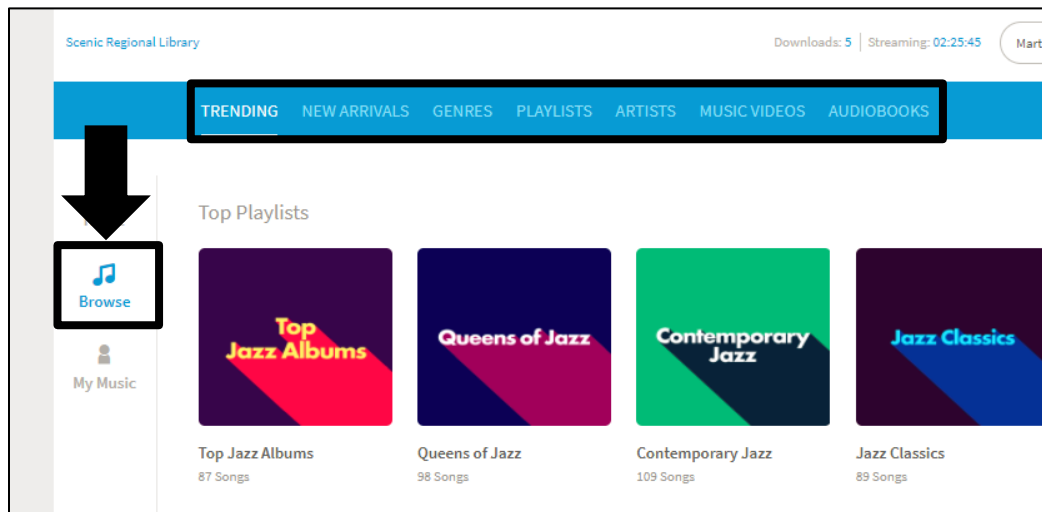 Scenic Regional Library
Downloads: 5 | Streaming: 02:25:45
Mart
TRENDING NEW ARRIVALS GENRES PLAYLISTS ARTISTS MUSIC VIDEOS AUDIOBOOKS
Top Playlists
Browse
My Music
Top
Jazz Albums
Queens of Jazz
Contemporary
Jazz
Jazz Classics
Top Jazz Albums
87 Songs
Queens of Jazz
98 Songs
Contemporary Jazz
109 Songs
Jazz Classics
89 Songs